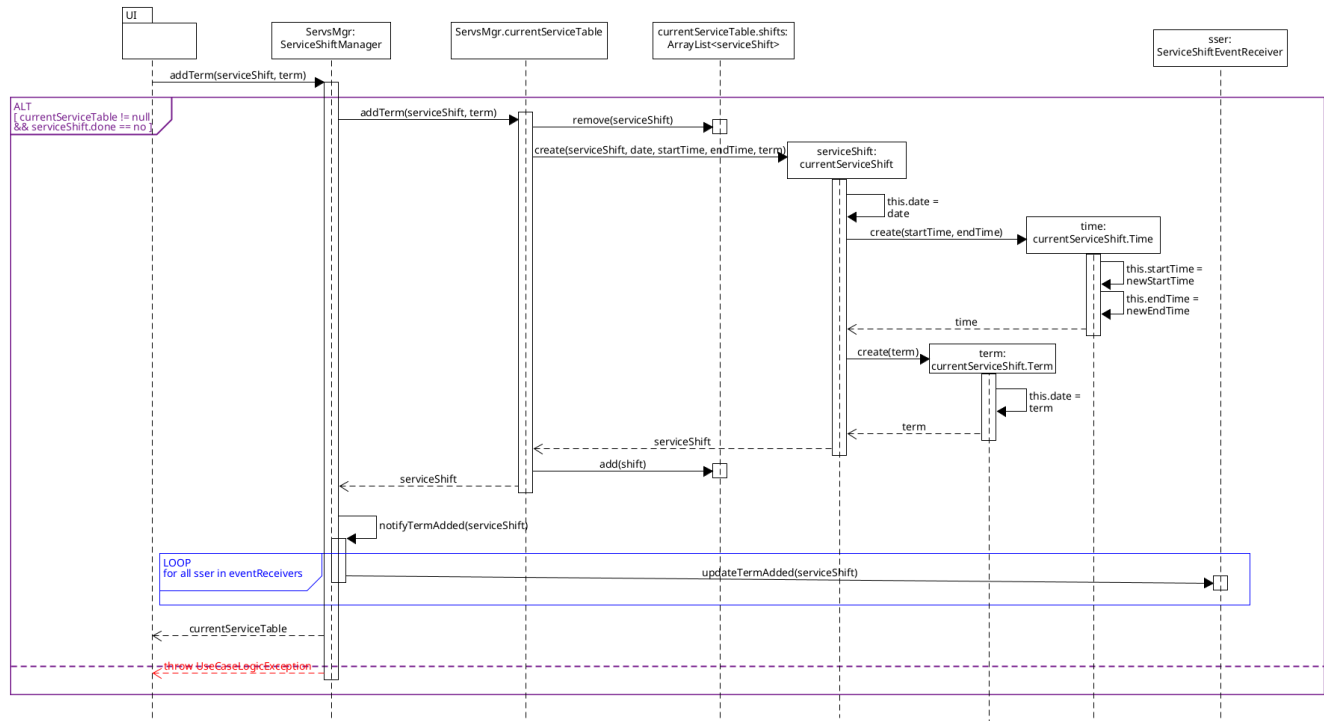 UI
ServsMgr:
ServiceShiftManager
ServsMgr.currentServiceTable
currentServiceTable.shifts:
ArrayList<serviceShift>
sser:
ServiceShiftEventReceiver
addTerm(serviceShift, term)
ALT
[ currentServiceTable != null
&& serviceShift.done == no ]
addTerm(serviceShift, term)
remove(serviceShift)
create(serviceShift, date, startTime, endTime, term)
serviceShift:
currentServiceShift
this.date =
date
create(startTime, endTime)
time:
currentServiceShift.Time
this.startTime =
newStartTime
this.endTime =
newEndTime
time
create(term)
term:
currentServiceShift.Term
this.date =
term
term
serviceShift
add(shift)
serviceShift
notifyTermAdded(serviceShift)
LOOP
for all sser in eventReceivers
updateTermAdded(serviceShift)
currentServiceTable
throw UseCaseLogicException